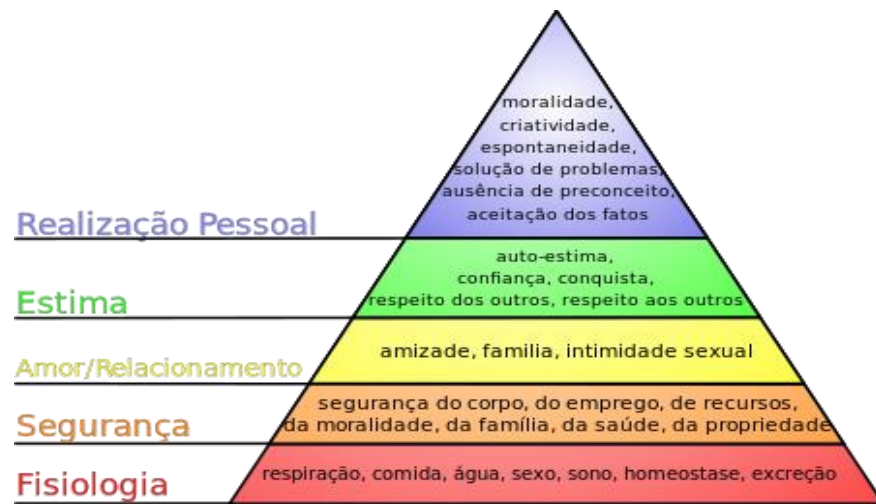 moralidade,
criatividade,
espontaneidade,
solução de problemas,
ausência de preconceito,
aceitação dos fatos
Realização Pessoal
auto-estima,
confiança, conquista,
respeito dos outros, respeito aos outros
Estima
amizade, familia, intimidade sexual
Amor/Relacionamento
segurança do corpo, do emprego, de recursos,
da moralidade, da família, da saúde, da propriedade
Segurança
respiração, comida, água, sexo, sono, homeostase, excreção
Fisiologia